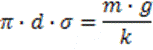 π · d · σ = m · g / k